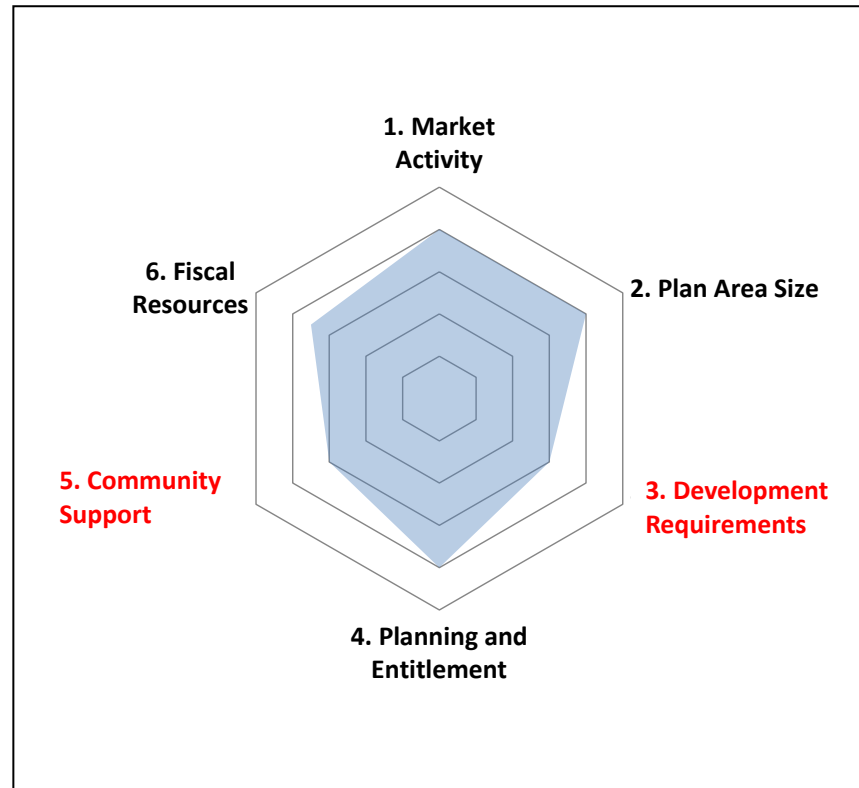 1. Market
Activity
2. Plan Area Size
3. Development
Requirements
4. Planning and
Entitlement
5. Community
Support
6. Fiscal
Resources